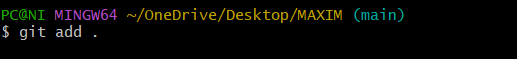 PC@NI MINGW64 ~/OneDrive/Desktop/MAXIM (main)
$ git add .